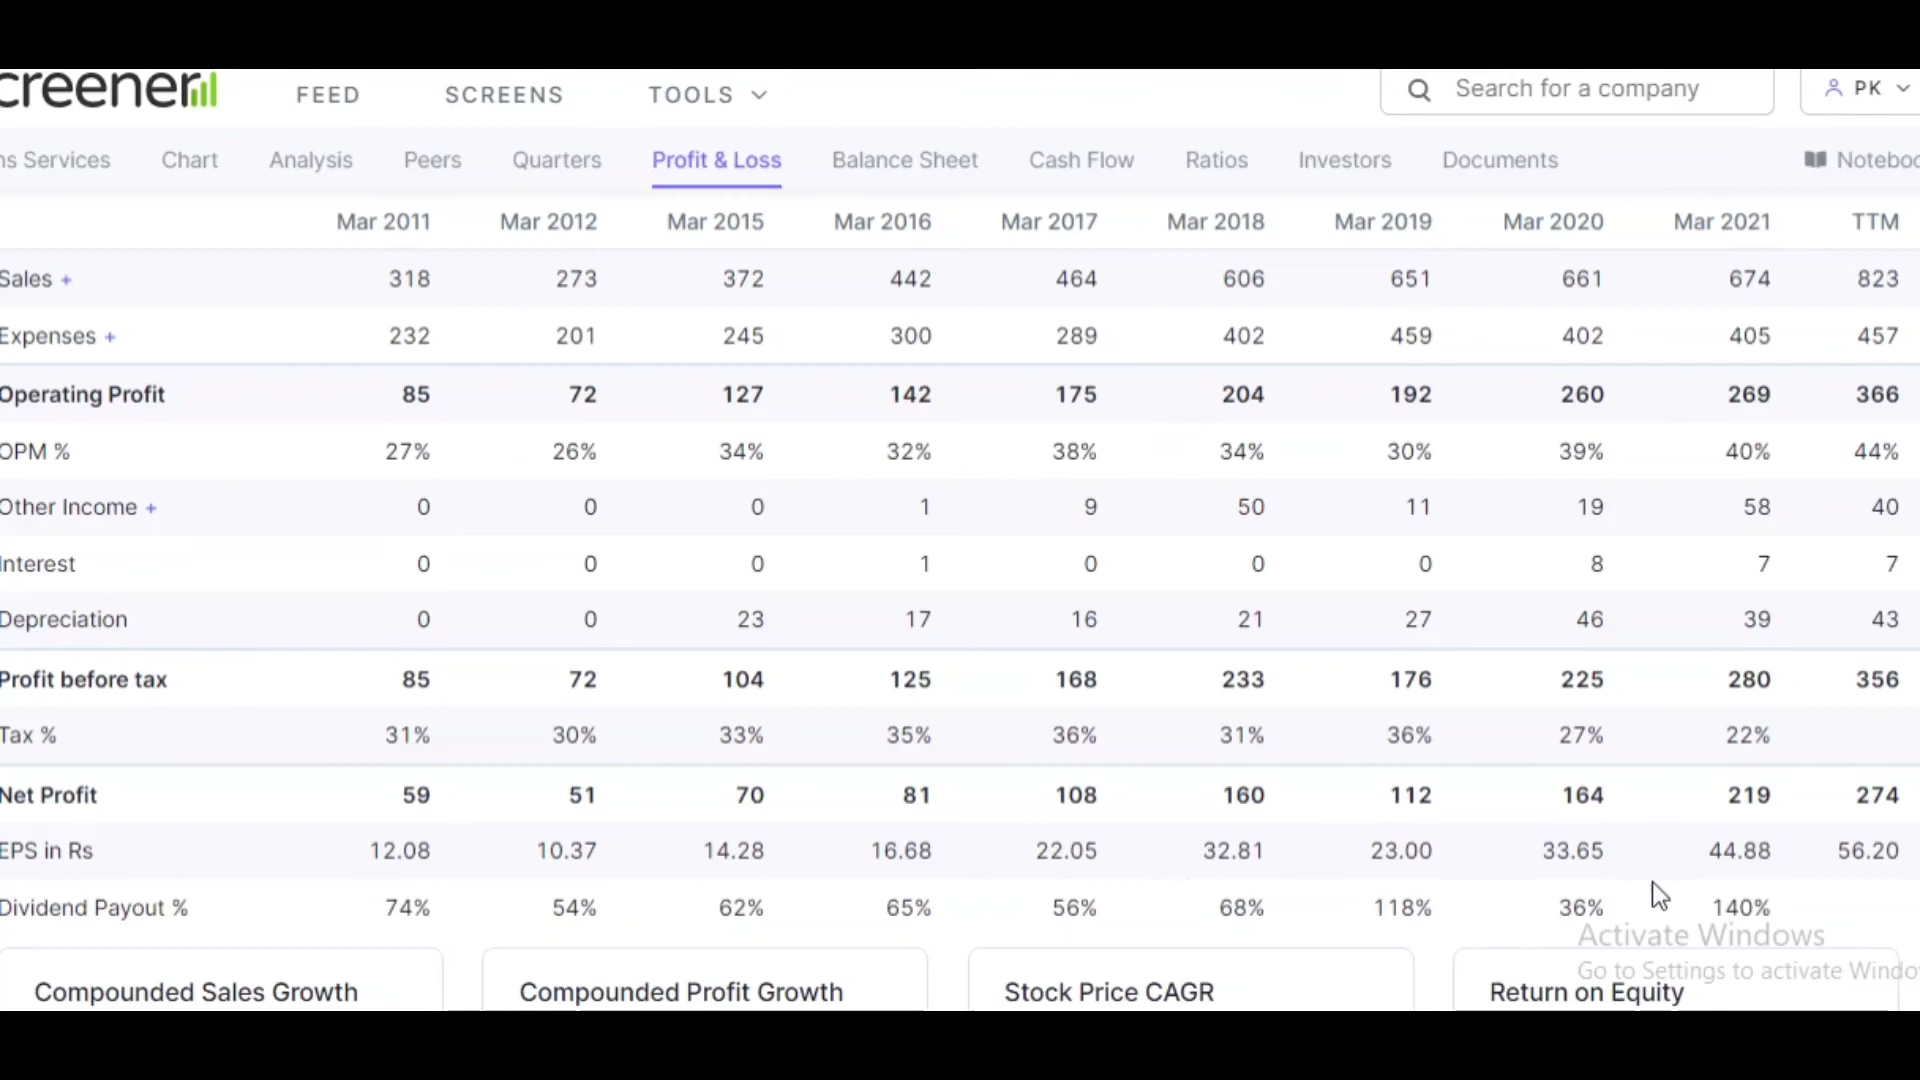 creener
FEED SCREENS TOOLS
Search for a company
PK
ns Services Chart Analysis Peers Quarters Profit & Loss Balance Sheet Cash Flow Ratios Investors Documents Noteboo
Mar 2011 Mar 2012 Mar 2015 Mar 2016 Mar 2017 Mar 2018 Mar 2019 Mar 2020 Mar 2021 TTM
Sales + 318 273 372 442 464 606 651 661 674 823
Expenses + 232 201 245 300 289 402 459 402 405 457
Operating Profit 85 72 127 142 175 204 192 260 269 366
OPM % 27% 26% 34% 32% 38% 34% 30% 39% 40% 44%
Other Income + 0 0 0 1 9 50 11 19 58 40
Interest 0 0 0 1 0 0 0 8 7 7
Depreciation 0 0 23 17 16 21 27 46 39 43
Profit before tax 85 72 104 125 168 233 176 225 280 356
Tax % 31% 30% 33% 35% 36% 31% 36% 27% 22%
Net Profit 59 51 70 81 108 160 112 164 219 274
EPS in Rs 12.08 10.37 14.28 16.68 22.05 32.81 23.00 33.65 44.88 56.20
Dividend Payout % 74% 54% 62% 65% 56% 68% 118% 36% 140%
Activate Windows
Go to Settings to activate Windo
Compounded Sales Growth Compounded Profit Growth Stock Price CAGR Return on Equity